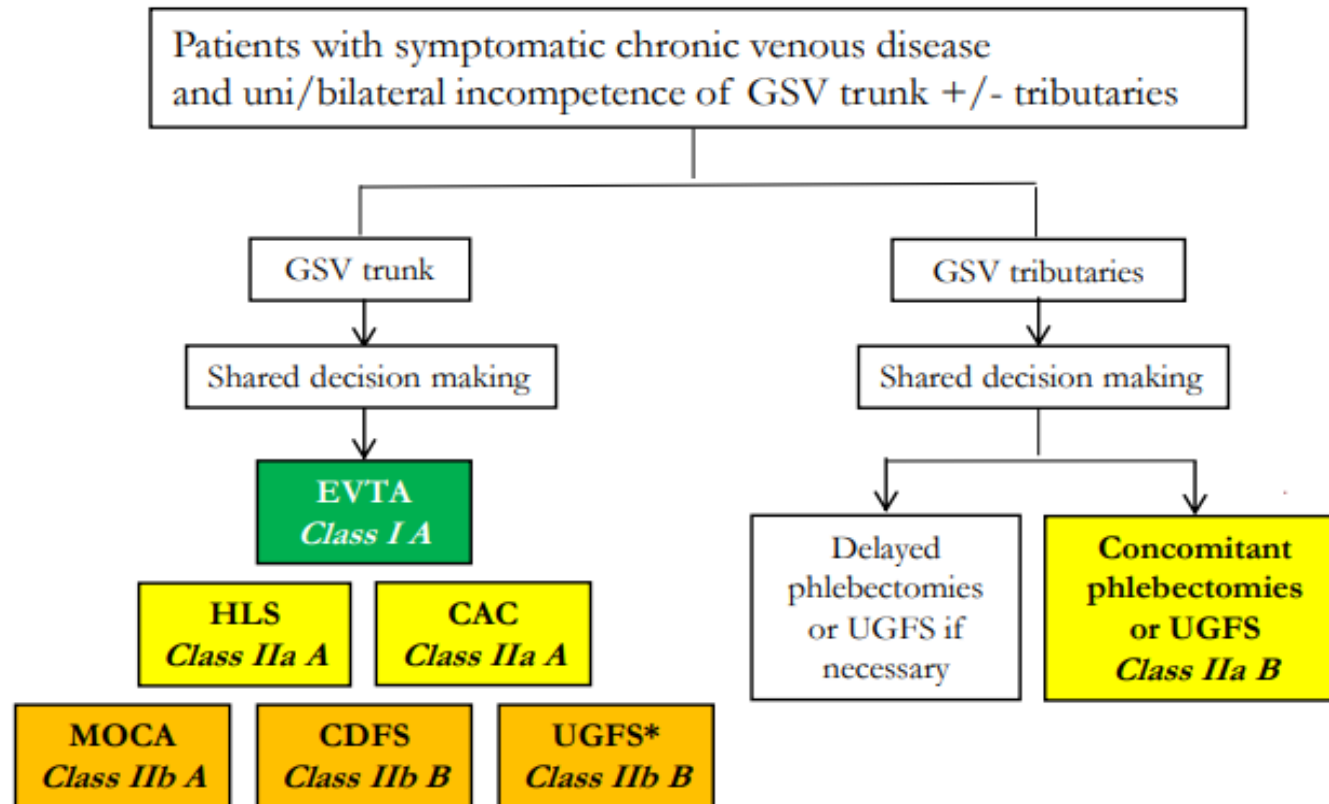 Patients with symptomatic chronic venous disease
and uni/bilateral incompetence of GSV trunk +/- tributaries
GSV trunk
GSV tributaries
Shared decision making
Shared decision making
EVTA
Class I A
HLS
Class IIa A
CAC
Class IIa A
MOCA
Class IIb A
CDFS
Class IIb B
UGFS*
Class IIb B
Delayed
phlebectomies
or UGFS if
necessary
Concomitant
phlebectomies
or UGFS
Class IIa B